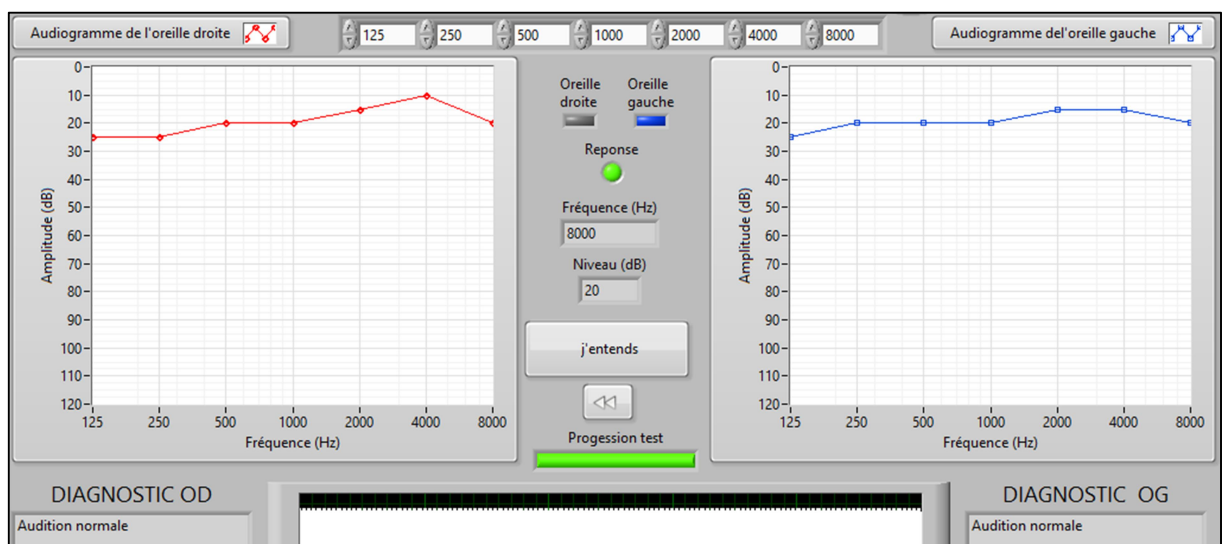 Audiogramme de l'oreille droite
125 250 500 1000 2000 4000 8000
Audiogramme del'oreille gauche
0
10
20
30
40
50
60
70
80
90
100
110
120
Amplitude (dB)
125 250 500 1000 2000 4000 8000
Fréquence (Hz)
Oreille droite
Oreille gauche
Reponse
Fréquence (Hz)
8000
Niveau (dB)
20
j'entends
Progession test
0
10
20
30
40
50
60
70
80
90
100
110
120
Amplitude (dB)
125 250 500 1000 2000 4000 8000
Fréquence (Hz)
DIAGNOSTIC OD
Audition normale
DIAGNOSTIC OG
Audition normale